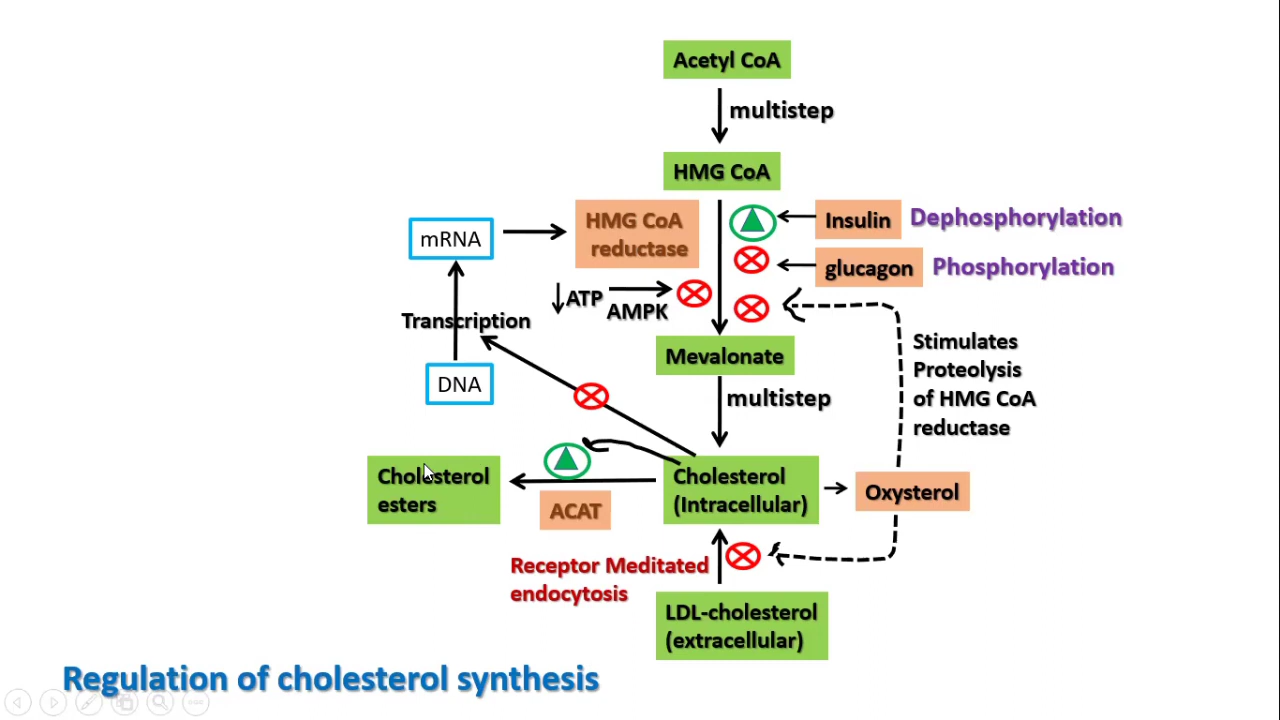 Acetyl CoA
multistep
HMG CoA
HMG CoA
reductase
mRNA
Insulin
Dephosphorylation
glucagon
Phosphorylation
ATP
AMPK
Transcription
Stimulates
Proteolysis
of HMG CoA
reductase
Mevalonate
DNA
multistep
Cholesterol
esters
ACAT
Cholesterol
(Intracellular)
Oxysterol
Receptor Meditated
endocytosis
LDL-cholesterol
(extracellular)
Regulation of cholesterol synthesis